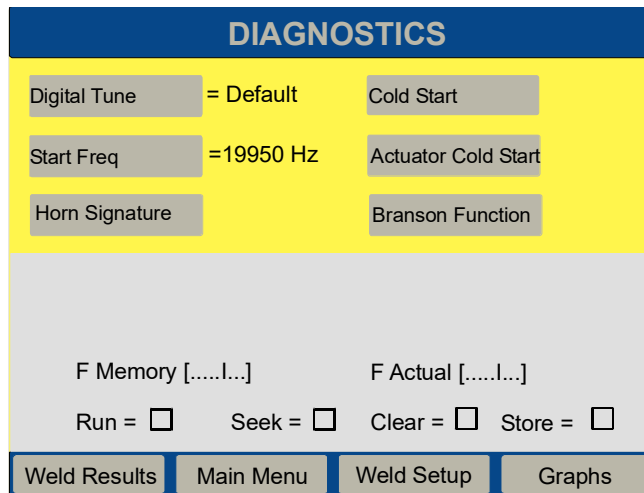 DIAGNOSTICS
Digital Tune = Default Cold Start
Start Freq =19950 Hz Actuator Cold Start
Horn Signature Branson Function
F Memory [.....I...] F Actual [.....I...]
Run = Seek = Clear = Store =
Weld Results Main Menu Weld Setup Graphs